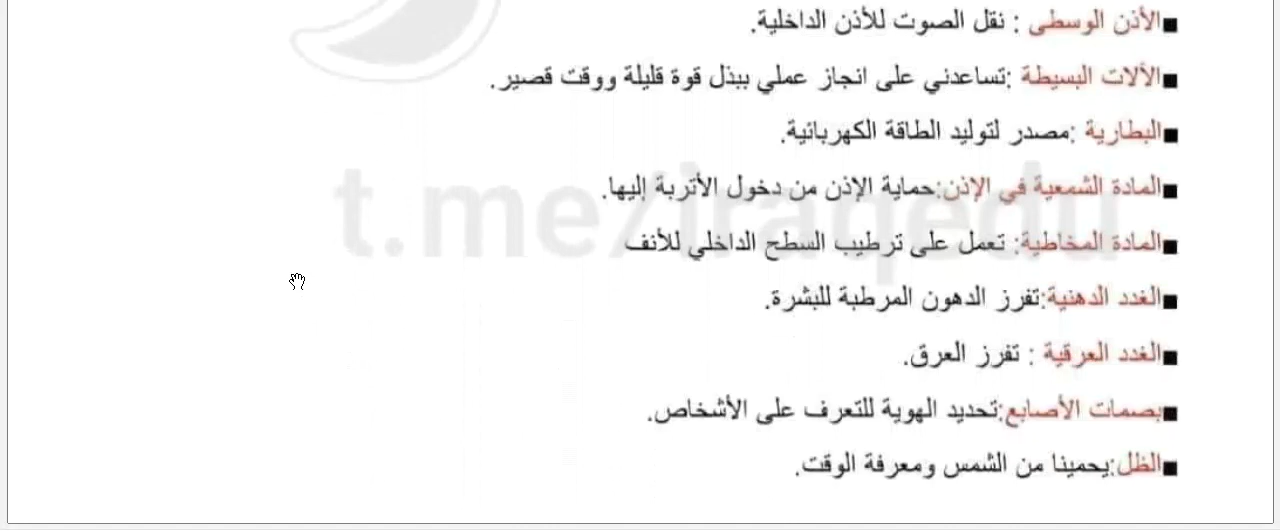 ■الأذن الوسطى : نقل الصوت للأذن الداخلية.
■الألات البسيطة :تساعدني على انجاز عملي ببذل قوة قليلة ووقت قصير.
■البطارية :مصدر لتوليد الطاقة الكهربائية.
■المادة الشمعية في الإذن:حماية الإذن من دخول الأتربة إليها.
■المادة المخاطية: تعمل على ترطيب السطح الداخلي للأنف
■الغدد الدهنية:تفرز الدهون المرطبة للبشرة.
■الغدد العرقية : تفرز العرق.
■بصمات الأصابع:تحديد الهوية للتعرف على الأشخاص.
■الظل:يحمينا من الشمس ومعرفة الوقت.
t.me/iraqedu